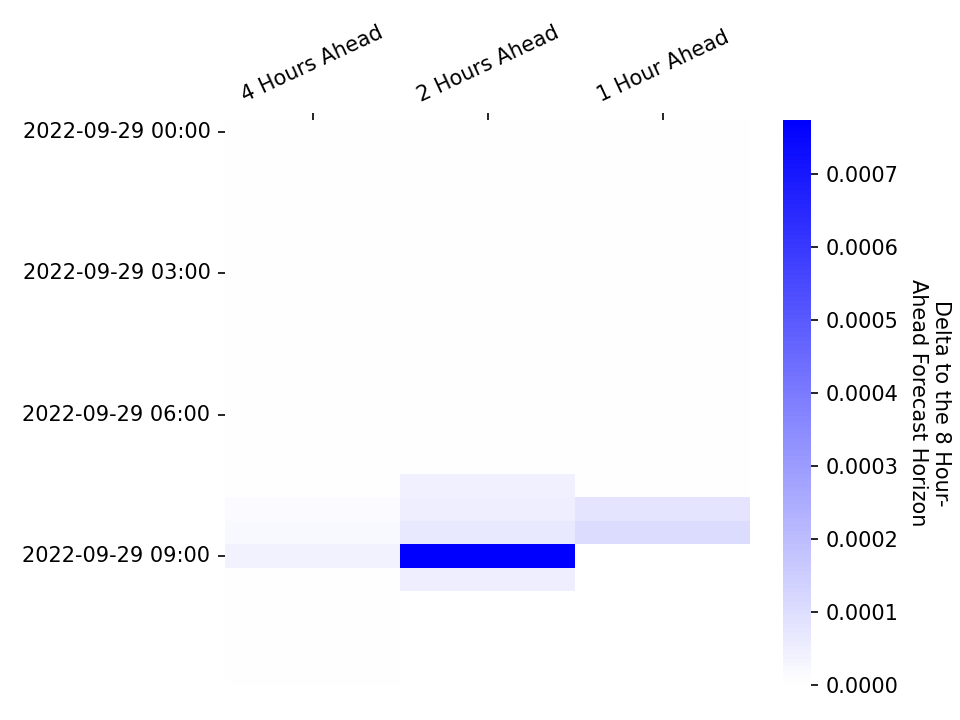 4 Hours Ahead
2 Hours Ahead
1 Hour Ahead
2022-09-29 00:00
2022-09-29 03:00
2022-09-29 06:00
2022-09-29 09:00
0.0007
0.0006
0.0005
0.0004
0.0003
0.0002
0.0001
0.0000
Delta to the 8 Hour-
Ahead Forecast Horizon